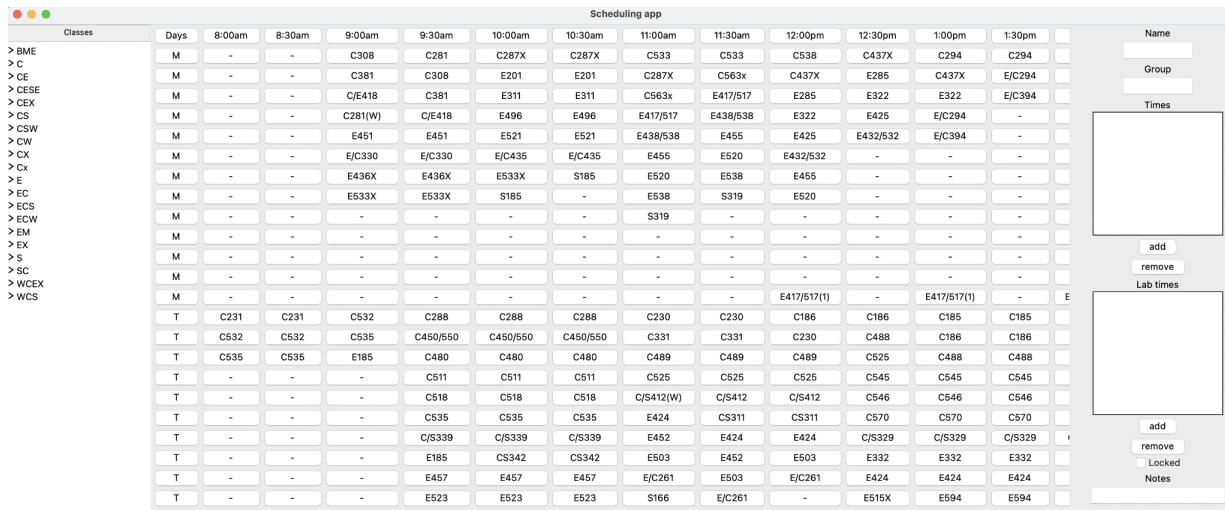 Scheduling app
Classes
> BME
> C
> CE
> CESE
> CEX
> CS
> CSW
> CW
> CX
> Cx
> E
> EC
> ECS
> ECW
> EM
> EX
> S
> SC
> WCEX
> WCS
Days 8:00am 8:30am 9:00am 9:30am 10:00am 10:30am 11:00am 11:30am 12:00pm 12:30pm 1:00pm 1:30pm
M - - C308 C281 C287X C287X C533 C533 C538 C437X C294 C294
M - - C381 C308 E201 E201 C287X C563x C437X E285 C437X E/C294
M - - C/E418 C381 E311 E311 C563x E417/517 E285 E322 E322 E/C394
M - - C281(W) C/E418 E496 E496 E417/517 E438/538 E322 E425 E/C294 -
M - - E451 E451 E521 E521 E438/538 E455 E425 E432/532 E/C394 -
M - - E/C330 E/C330 E/C435 E/C435 E455 E520 E432/532 - - -
M - - E436X E436X E533X S185 E520 E538 E455 - - -
M - - E533X E533X S185 - E538 S319 E520 - - -
M - - - - - - S319 - - - - -
M - - - - - - - - - - - -
M - - - - - - - - - - - -
M - - - - - - - - - - - -
M - - - - - - - - E417/517(1) - E417/517(1) - E
T C231 C231 C532 C288 C288 C288 C230 C230 C186 C186 C185 C185
T C532 C532 C535 C450/550 C450/550 C450/550 C331 C331 C230 C488 C186 C186
T C535 C535 E185 C480 C480 C480 C489 C489 C489 C525 C488 C488
T - - - C511 C511 C511 C525 C525 C525 C545 C545 C545
T - - - C518 C518 C518 C/S412(W) C/S412 C/S412 C546 C546 C546
T - - - C535 C535 C535 E424 CS311 CS311 C570 C570 C570
T - - - C/S339 C/S339 C/S339 E452 E424 E424 C/S329 C/S329 C/S329
T - - - E185 CS342 CS342 E503 E452 E503 E332 E332 E332
T - - - E457 E457 E457 E/C261 E503 E/C261 E424 E424 E424
T - - - E523 E523 E523 S166 E/C261 - E515X E594 E594
Name
Group
Times
add
remove
Lab times
add
remove
Locked
Notes